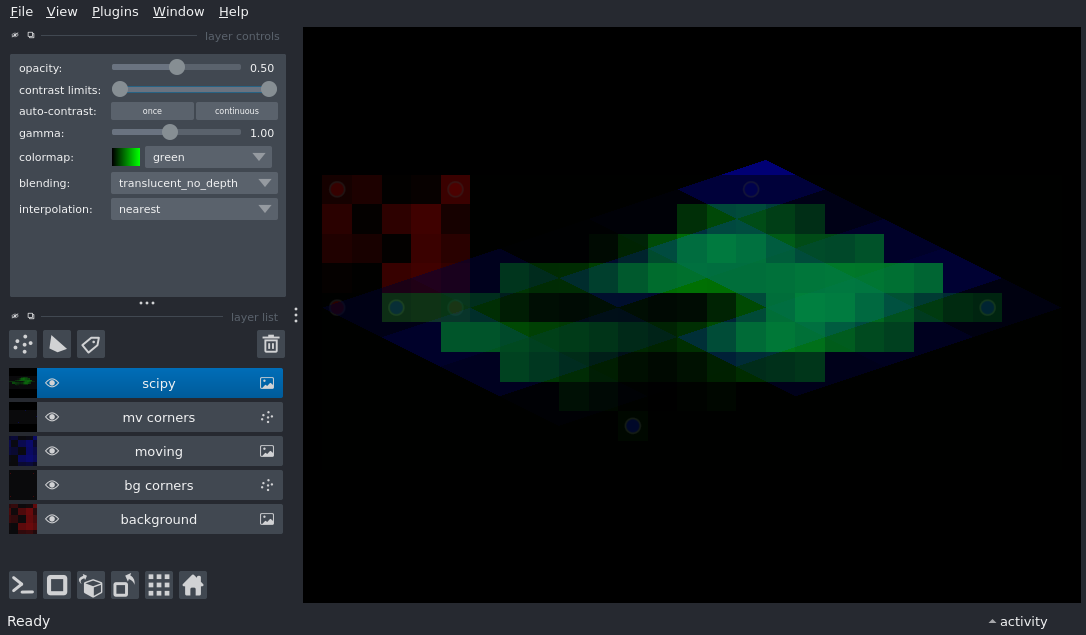 File View Plugins Window Help
layer controls
opacity: 0.50
contrast limits:
auto-contrast: once continuous
gamma: 1.00
colormap: green
blending: translucent_no_depth
interpolation: nearest
layer list
scipy
mv corners
moving
bg corners
background
Ready activity